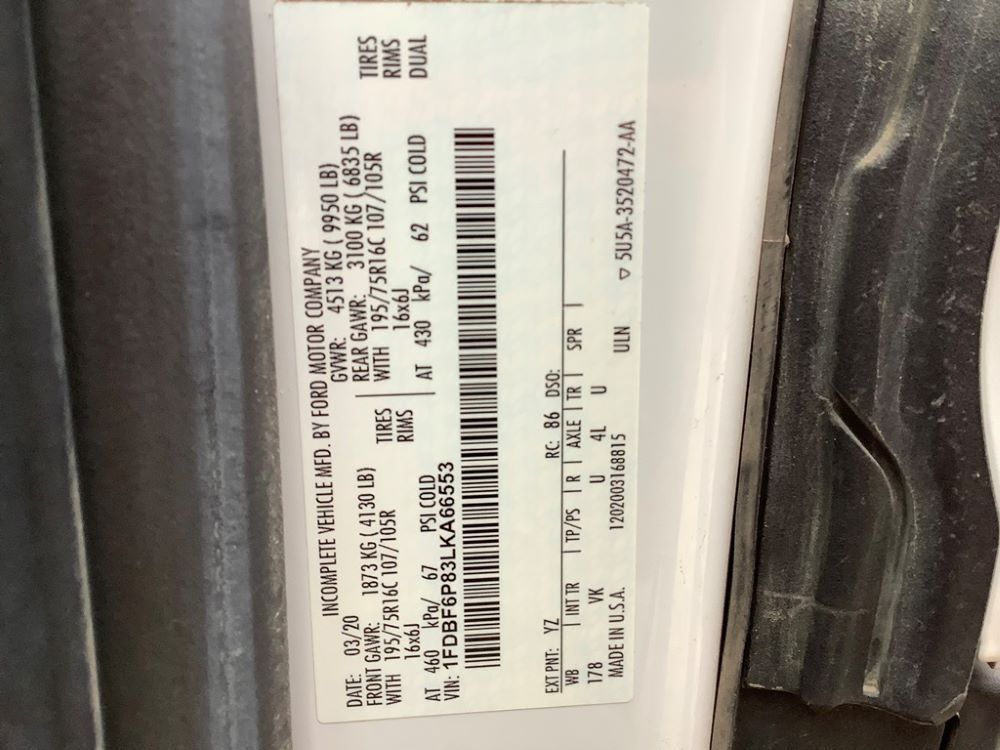 INCOMPLETE VEHICLE MFD. BY FORD MOTOR COMPANY
DATE: 03/20 GVWR: 4513 KG ( 9950 LB)
FRONT GAWR: 1873 KG ( 4130 LB) REAR GAWR: 3100 KG ( 6835 LB)
WITH 195/75R16C 107/105R TIRES WITH 195/75R16C 107/105R TIRES
16x6J RIMS 16x6J RIMS
AT 460 kPa/ 67 PSI COLD AT 430 kPa/ 62 PSI COLD DUAL
VIN: 1FDBF6P83LKA66553
EXT PNT: YZ RC: 86 DSO:
WB INT TR TP/PS R AXLE TR SPR
178 VK U 4L U
MADE IN U.S.A. 1202003168815 ULN ▽ 5U5A-3520472-AA